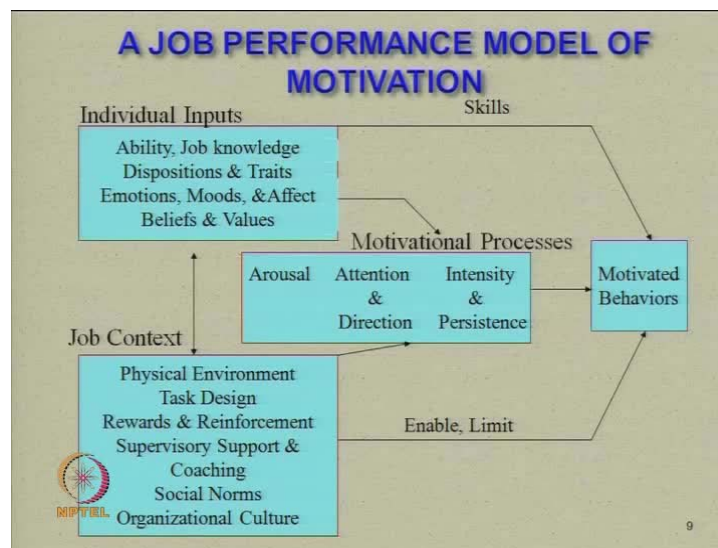 A JOB PERFORMANCE MODEL OF
MOTIVATION
Individual Inputs
Skills
Ability, Job knowledge
Dispositions & Traits
Emotions, Moods, &Affect
Beliefs & Values
Motivational Processes
Arousal Attention Intensity
& &
Direction Persistence
Motivated
Behaviors
Job Context
Physical Environment
Task Design
Rewards & Reinforcement
Supervisory Support &
Coaching
Social Norms
Organizational Culture
Enable, Limit
NPTEL
9